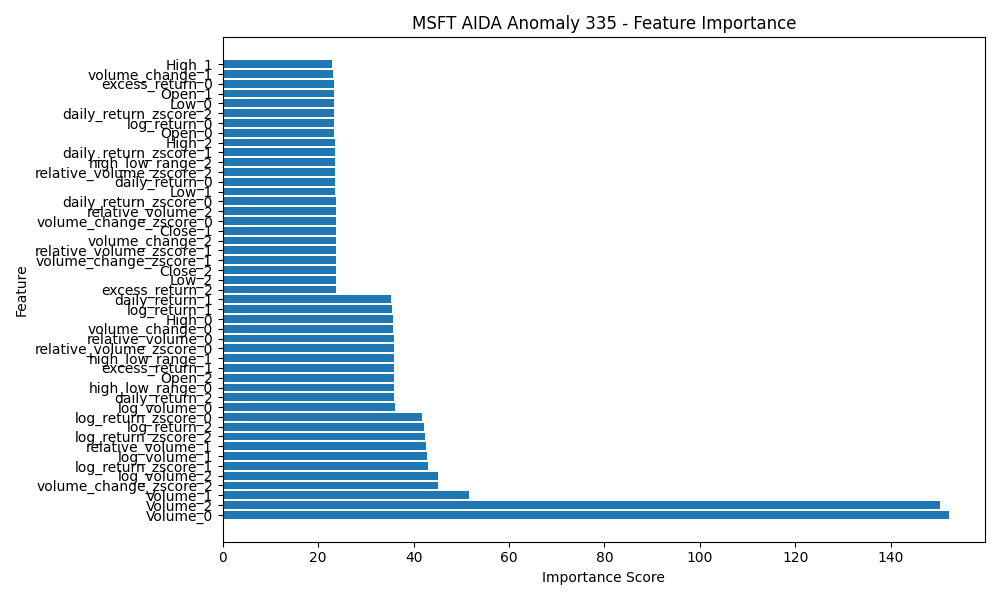 MSFT AIDA Anomaly 335 - Feature Importance
High_1
volume_change_1
excess_return_0
Open_1
Low_0
daily_return_zscore_2
log_return_0
Open_0
High_2
daily_return_zscore_1
high_low_range_2
relative_volume_zscore_2
daily_return_0
Low_1
daily_return_zscore_0
relative_volume_2
volume_change_zscore_0
Close_1
volume_change_2
relative_volume_zscore_1
volume_change_zscore_1
Close_2
Low_2
excess_return_2
daily_return_1
log_return_1
High_0
volume_change_0
relative_volume_0
relative_volume_zscore_0
high_low_range_1
excess_return_1
Open_2
high_low_range_0
daily_return_2
log_volume_0
log_return_zscore_0
log_return_2
log_return_zscore_2
relative_volume_1
log_volume_1
log_return_zscore_1
log_volume_2
volume_change_zscore_2
Volume_1
Volume_2
Volume_0
Feature
0 20 40 60 80 100 120 140
Importance Score